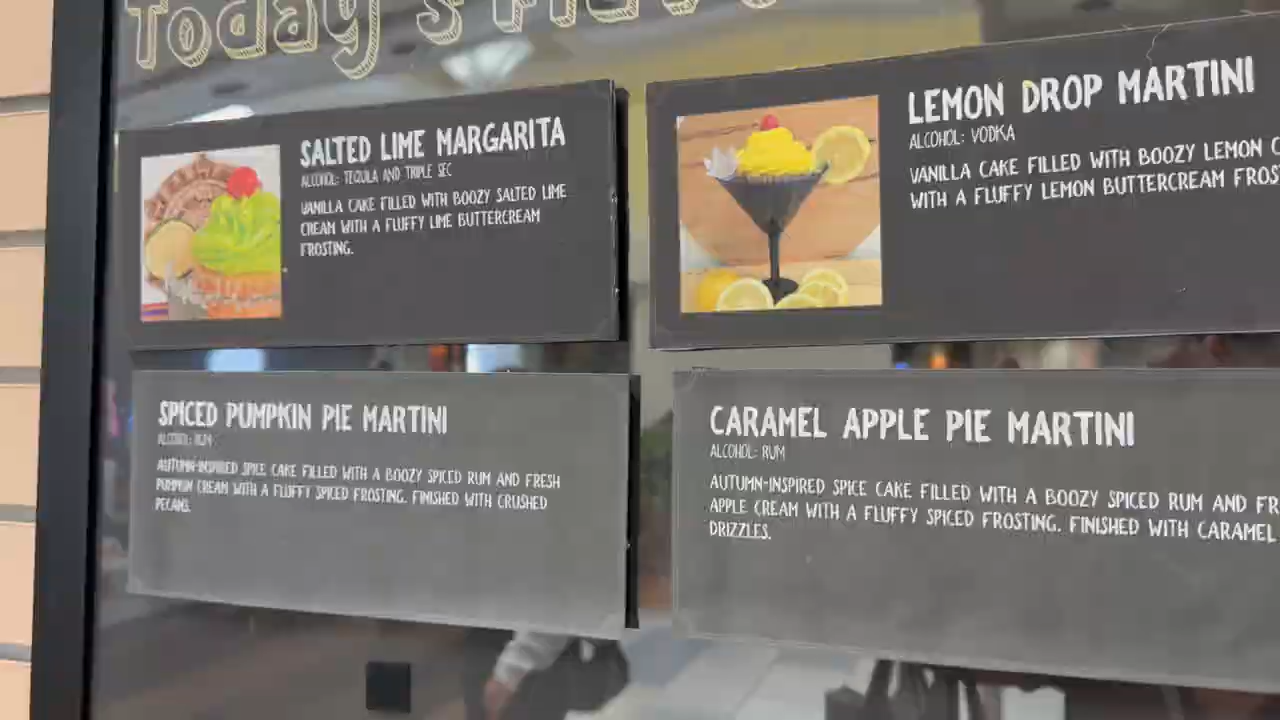 Today's Flav
SALTED LIME MARGARITA
ALCOHOL: TEQUILA AND TRIPLE SEC
VANILLA CAKE FILLED WITH BOOZY SALTED LIME
CREAM WITH A FLUFFY LIME BUTTERCREAM
FROSTING.
LEMON DROP MARTINI
ALCOHOL: VODKA
VANILLA CAKE FILLED WITH BOOZY LEMON C
WITH A FLUFFY LEMON BUTTERCREAM FROS
SPICED PUMPKIN PIE MARTINI
ALCOHOL: RUM
AUTUMN-INSPIRED SPICE CAKE FILLED WITH A BOOZY SPICED RUM AND FRESH
PUMPKIN CREAM WITH A FLUFFY SPICED FROSTING. FINISHED WITH CRUSHED
PECANS.
CARAMEL APPLE PIE MARTINI
ALCOHOL: RUM
AUTUMN-INSPIRED SPICE CAKE FILLED WITH A BOOZY SPICED RUM AND FR
APPLE CREAM WITH A FLUFFY SPICED FROSTING. FINISHED WITH CARAMEL
DRIZZLES.